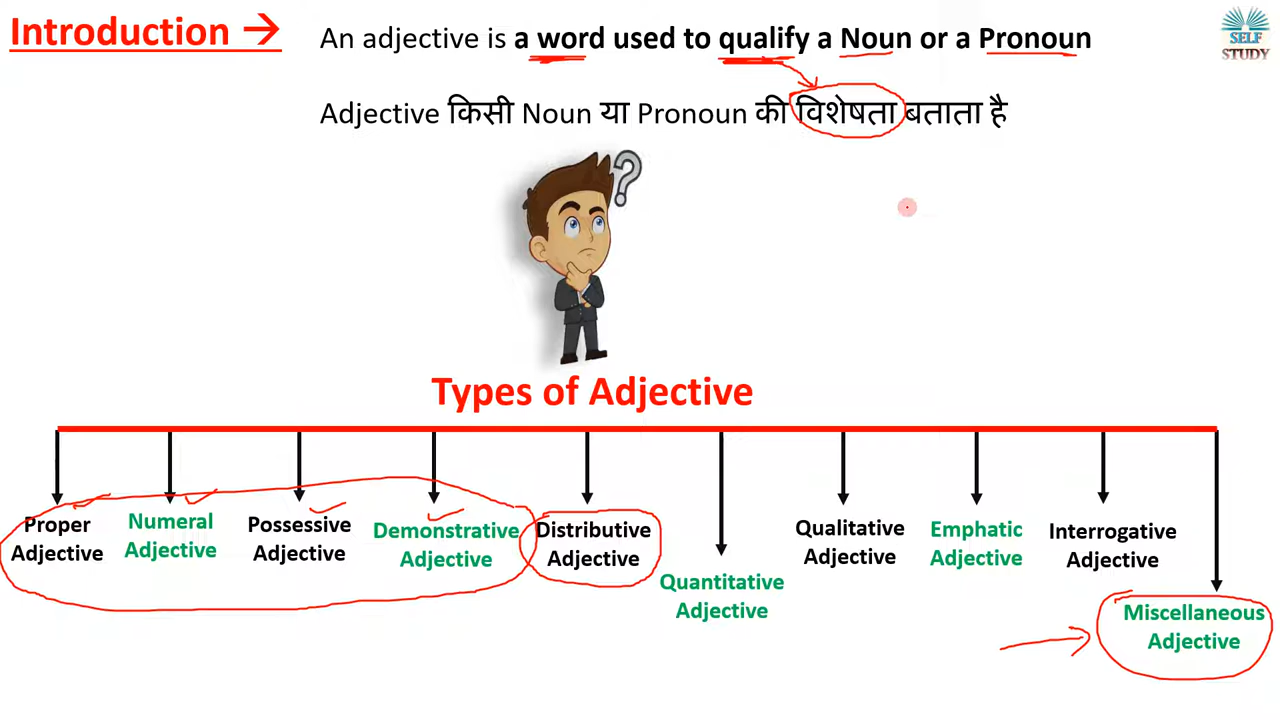 Introduction →
An adjective is a word used to qualify a Noun or a Pronoun
SELF
STUDY
Adjective किसी Noun या Pronoun की विशेषता बताता है
?
Types of Adjective
Proper
Adjective
Numeral
Adjective
Possessive
Adjective
Demonstrative
Adjective
Distributive
Adjective
Quantitative
Adjective
Qualitative
Adjective
Emphatic
Adjective
Interrogative
Adjective
Miscellaneous
Adjective